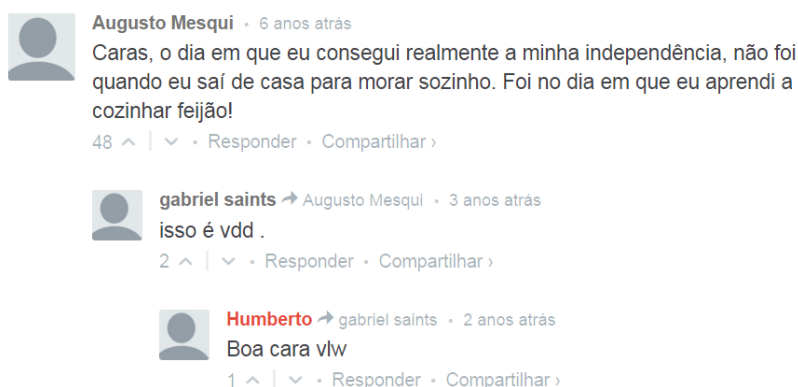 Augusto Mesqui • 6 anos atrás
Caras, o dia em que eu consegui realmente a minha independência, não foi
quando eu saí de casa para morar sozinho. Foi no dia em que eu aprendi a
cozinhar feijão!
48 • Responder • Compartilhar ›
gabriel saints Augusto Mesqui • 3 anos atrás
isso é vdd .
2 • Responder • Compartilhar ›
Humberto gabriel saints • 2 anos atrás
Boa cara vlw
1 • Responder • Compartilhar ›